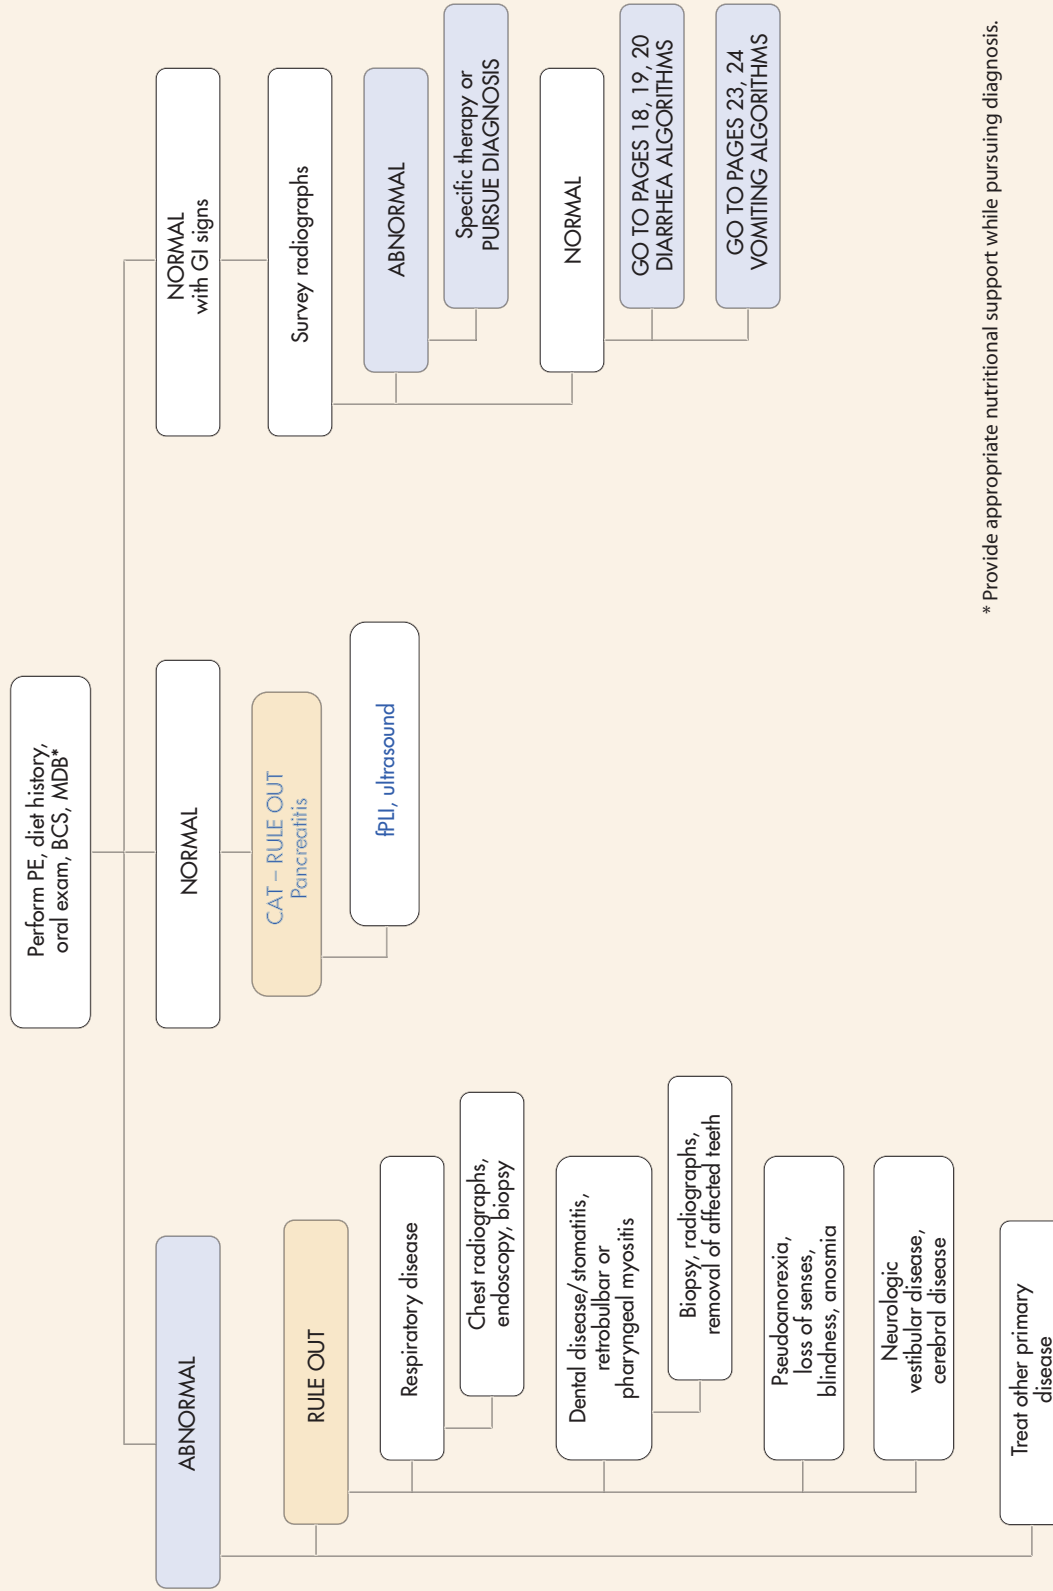 Perform PE, diet history,
oral exam, BCS, MDB*
ABNORMAL
RULE OUT
Respiratory disease
Chest radiographs,
endoscopy, biopsy
Dental disease/stomatitis,
retrobulbar or
pharyngeal myositis
Biopsy, radiographs,
removal of affected teeth
Pseudoanorexia,
loss of senses,
blindness, anosmia
Neurologic
vestibular disease,
cerebral disease
Treat other primary
disease
NORMAL
CAT – RULE OUT
Pancreatitis
fPLI, ultrasound
NORMAL
with GI signs
Survey radiographs
ABNORMAL
Specific therapy or
PURSUE DIAGNOSIS
NORMAL
GO TO PAGES 18, 19, 20
DIARRHEA ALGORITHMS
GO TO PAGES 23, 24
VOMITING ALGORITHMS
* Provide appropriate nutritional support while pursuing diagnosis.